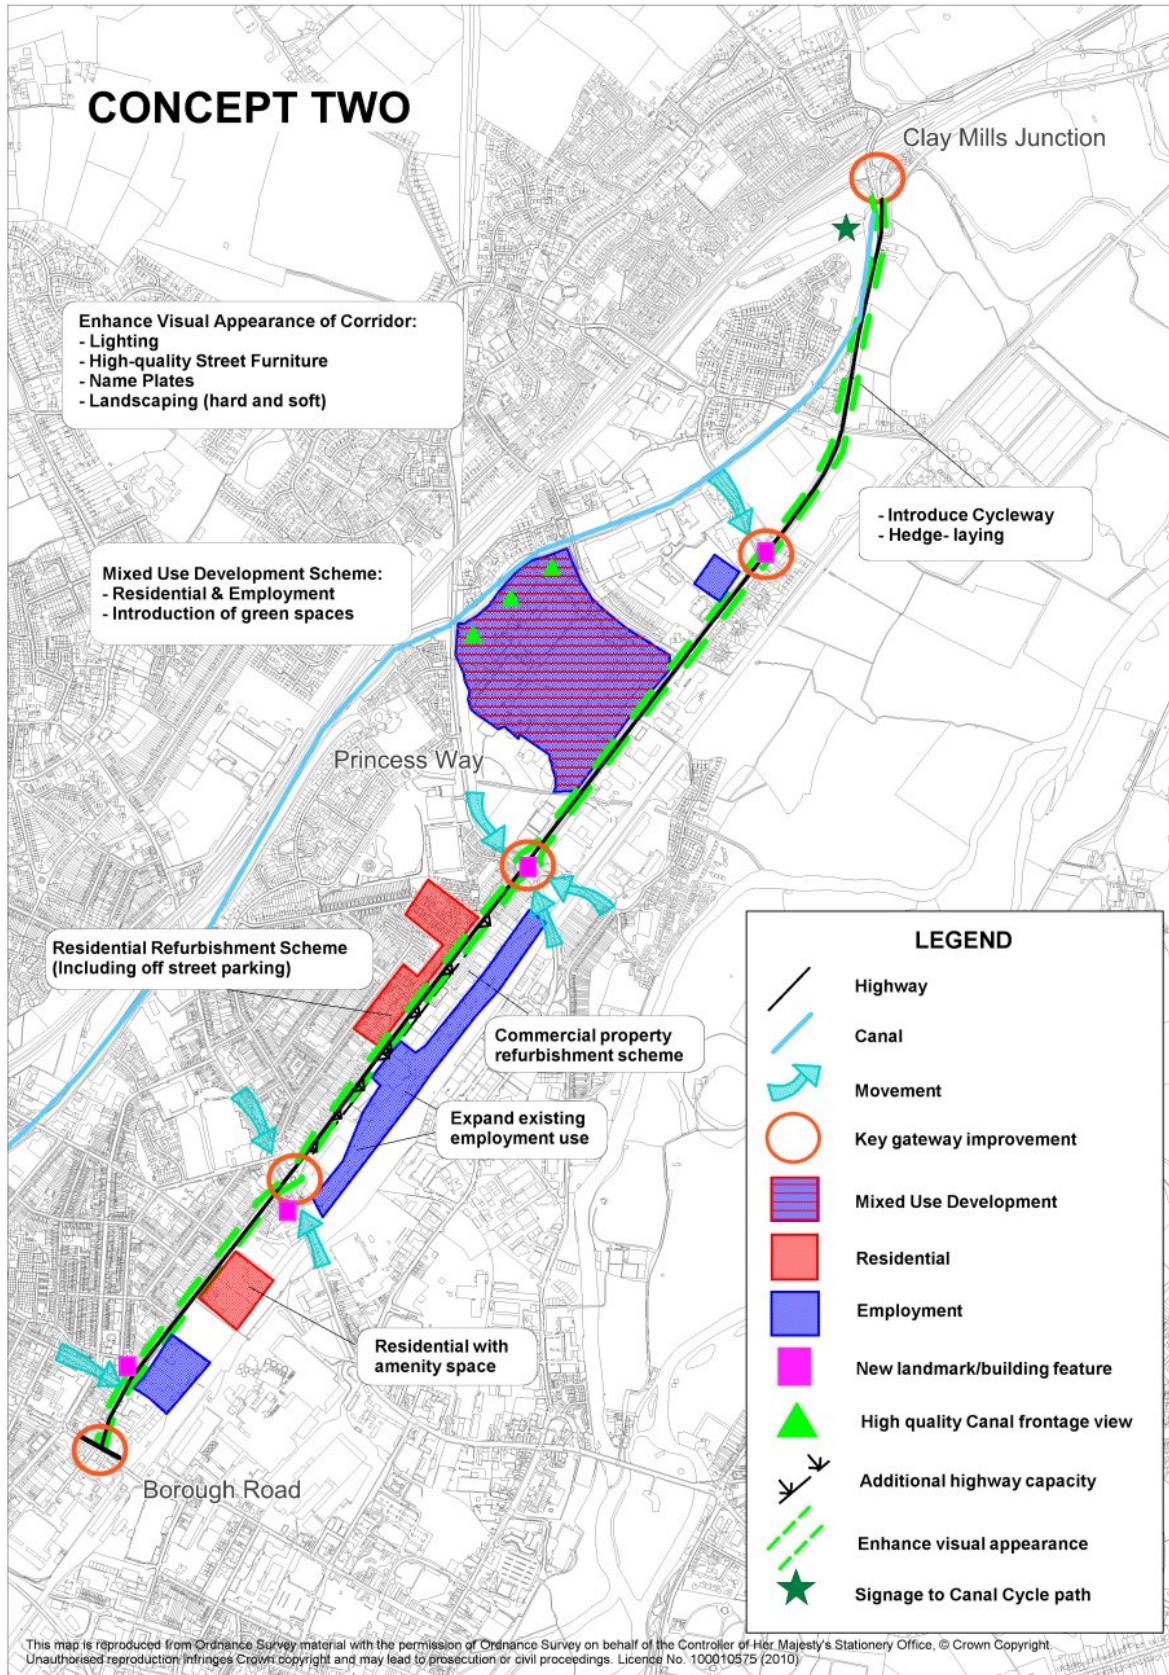 CONCEPT TWO
Clay Mills Junction
Enhance Visual Appearance of Corridor:
- Lighting
- High-quality Street Furniture
- Name Plates
- Landscaping (hard and soft)
- Introduce Cycleway
- Hedge- laying
Mixed Use Development Scheme:
- Residential & Employment
- Introduction of green spaces
Princess Way
Residential Refurbishment Scheme
(Including off street parking)
Commercial property
refurbishment scheme
Expand existing
employment use
Residential with
amenity space
Borough Road
LEGEND
Highway
Canal
Movement
Key gateway improvement
Mixed Use Development
Residential
Employment
New landmark/building feature
High quality Canal frontage view
Additional highway capacity
Enhance visual appearance
Signage to Canal Cycle path
This map is reproduced from Ordnance Survey material with the permission of Ordnance Survey on behalf of the Controller of Her Majesty's Stationery Office, © Crown Copyright.
Unauthorised reproduction infringes Crown copyright and may lead to prosecution or civil proceedings. Licence No. 100010575 (2010)